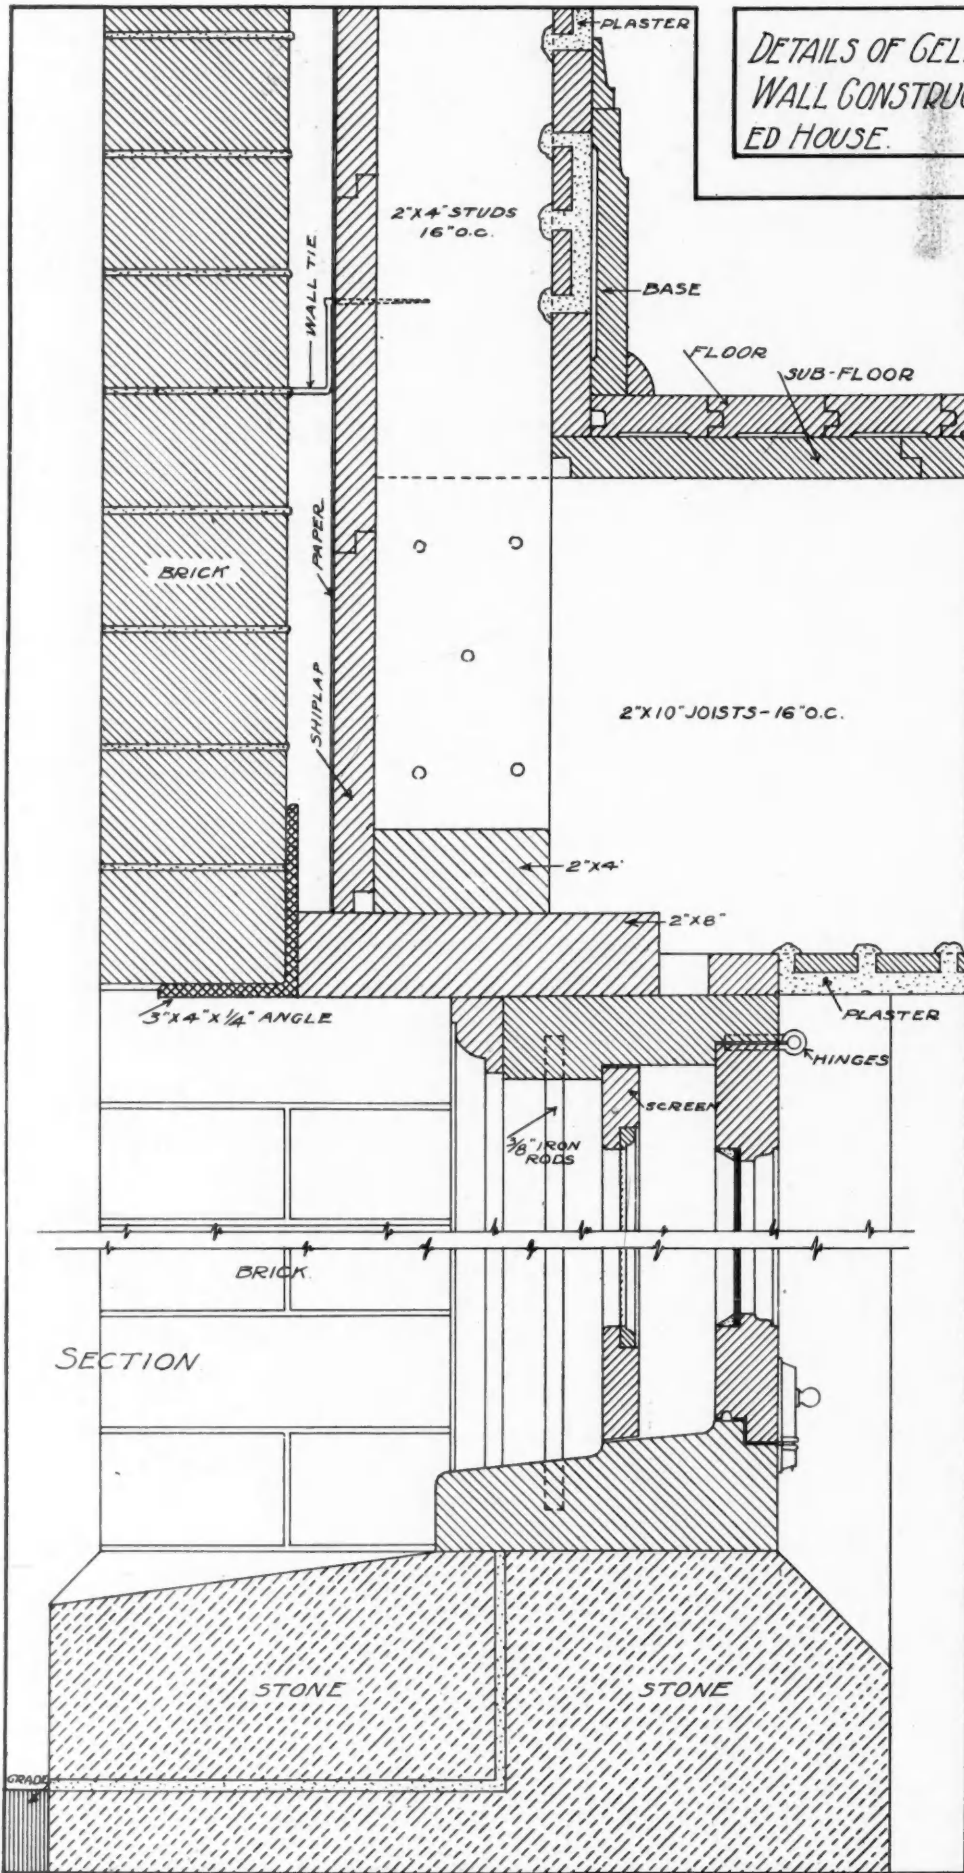 PLASTER
DETAILS OF CEL
WALL CONSTRUC
ED HOUSE.
2"X4" STUDS
16" O.C.
WALL TIE
BASE
FLOOR
SUB-FLOOR
PAPER
BRICK
SHIPLAP
2"X10" JOISTS-16" O.C.
2"X4"
2"X8"
3"X4"X1/4" ANGLE
PLASTER
HINGES
SCREEN
3/8" IRON
RODS
BRICK
SECTION
STONE
STONE
GRADE